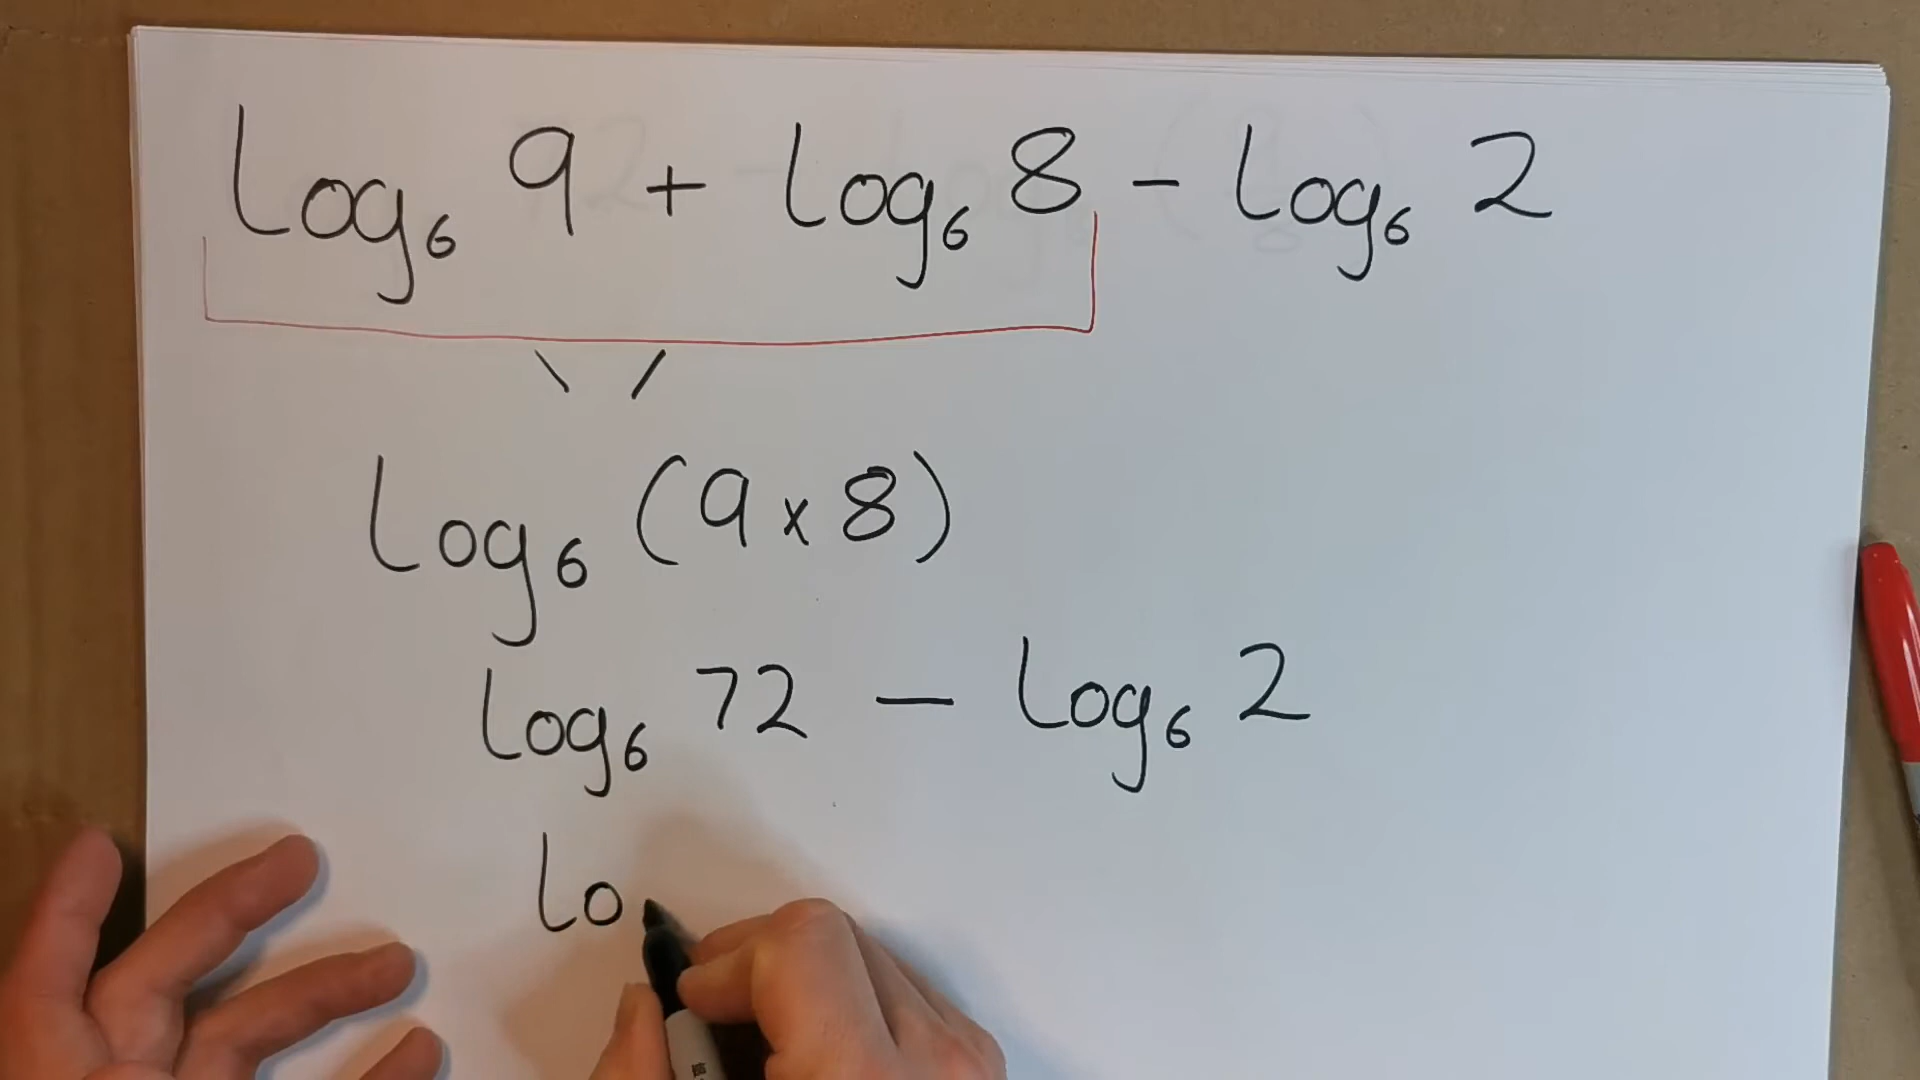 log₆ 9 + log₆ 8 - log₆ 2
log₆ (9 x 8)
log₆ 72 - log₆ 2
lo